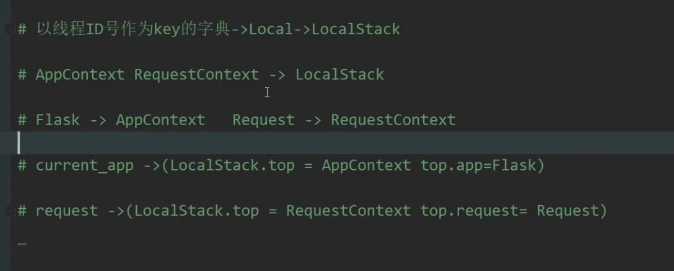 # 以线程ID号作为key的字典->Local->LocalStack
# AppContext RequestContext -> LocalStack
# Flask -> AppContext   Request -> RequestContext
# current_app ->(LocalStack.top = AppContext top.app=Flask)
# request ->(LocalStack.top = RequestContext top.request= Request)